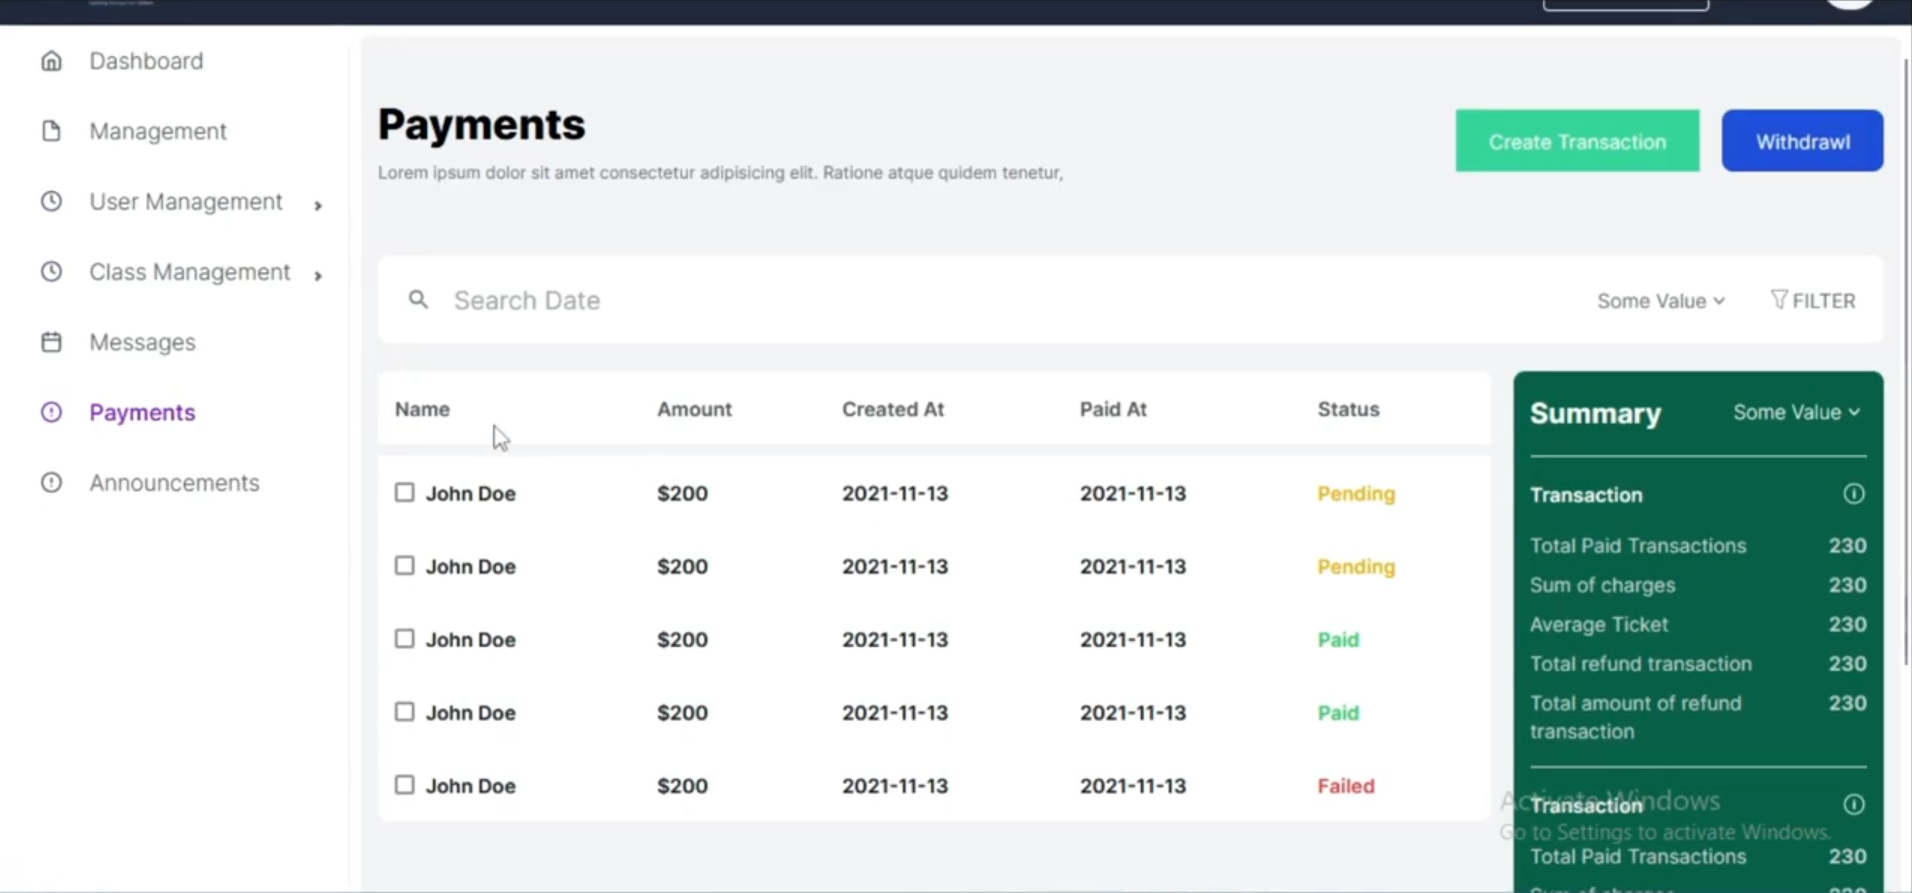 Dashboard
Management
User Management
Class Management
Messages
Payments
Announcements
Payments
Lorem ipsum dolor sit amet consectetur adipisicing elit. Ratione atque quidem tenetur,
Create Transaction
Withdrawl
Search Date
Some Value
FILTER
Name Amount Created At Paid At Status
John Doe $200 2021-11-13 2021-11-13 Pending
John Doe $200 2021-11-13 2021-11-13 Pending
John Doe $200 2021-11-13 2021-11-13 Paid
John Doe $200 2021-11-13 2021-11-13 Paid
John Doe $200 2021-11-13 2021-11-13 Failed
Summary Some Value
Transaction
Total Paid Transactions 230
Sum of charges 230
Average Ticket 230
Total refund transaction 230
Total amount of refund 230
transaction
Transaction
Activate Windows
Go to Settings to activate Windows.
Total Paid Transactions 230